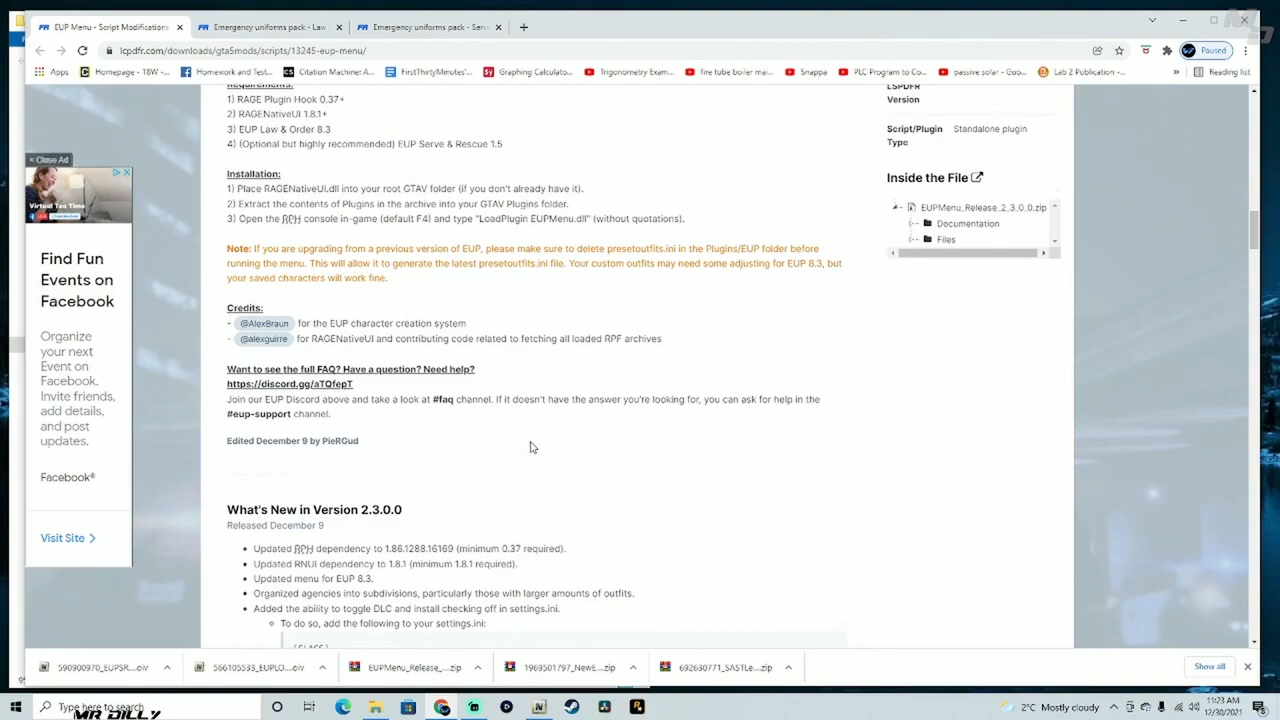 EUP Menu - Script Modifications
Emergency uniforms pack - Law
Emergency uniforms pack - Serv
lcpdfr.com/downloads/gta5mods/scripts/13245-eup-menu/
Paused
Apps
Homepage - 18W -...
Homework and Test...
Citation Machine: A...
FirstThirtyMinutes'...
Graphing Calculato...
Trigonometry Exam...
fire tube boiler mai...
Snappa
PLC Program to Co...
passive solar - Goo...
Lab 2 Publication -...
»
Reading list
Requirements:
1) RAGE Plugin Hook 0.37+
2) RAGENativeUI 1.8.1+
3) EUP Law & Order 8.3
4) (Optional but highly recommended) EUP Serve & Rescue 1.5
Installation:
1) Place RAGENativeUI.dll into your root GTAV folder (if you don't already have it).
2) Extract the contents of Plugins in the archive into your GTAV Plugins folder.
3) Open the RPH console in-game (default F4) and type "LoadPlugin EUPMenu.dll" (without quotations).
Note: If you are upgrading from a previous version of EUP, please make sure to delete presetoutfits.ini in the Plugins/EUP folder before
running the menu. This will allow it to generate the latest presetoutfits.ini file. Your custom outfits may need some adjusting for EUP 8.3, but
your saved characters will work fine.
Credits:
- @AlexBraun for the EUP character creation system
- @alexguirre for RAGENativeUI and contributing code related to fetching all loaded RPF archives
Want to see the full FAQ? Have a question? Need help?
https://discord.gg/aTQfepT
Join our EUP Discord above and take a look at #faq channel. If it doesn't have the answer you're looking for, you can ask for help in the
#eup-support channel.
Edited December 9 by PieRGud
What's New in Version 2.3.0.0
Released December 9
Updated RPH dependency to 1.86.1288.16169 (minimum 0.37 required).
Updated RNUI dependency to 1.8.1 (minimum 1.8.1 required).
Updated menu for EUP 8.3.
Organized agencies into subdivisions, particularly those with larger amounts of outfits.
Added the ability to toggle DLC and install checking off in settings.ini.
To do so, add the following to your settings.ini:
LSPDFR
Version
Script/Plugin
Type
Standalone plugin
Inside the File
EUPMenu_Release_2_3_0_0.zip
Documentation
Files
× Close Ad
Virtual Tea Time
Find Fun
Events on
Facebook
Organize
your next
Event on
Facebook.
Invite friends,
add details,
and post
updates.
Facebook®
Visit Site
590900970_EUPSR....oiv
566105533_EUPLO....oiv
EUPMenu_Release_....zip
1969501797_NewE....zip
692630771_SASTLe....zip
Show all
Type here to search
MR DILLY
2°C Mostly cloudy
11:23 AM
12/30/2021